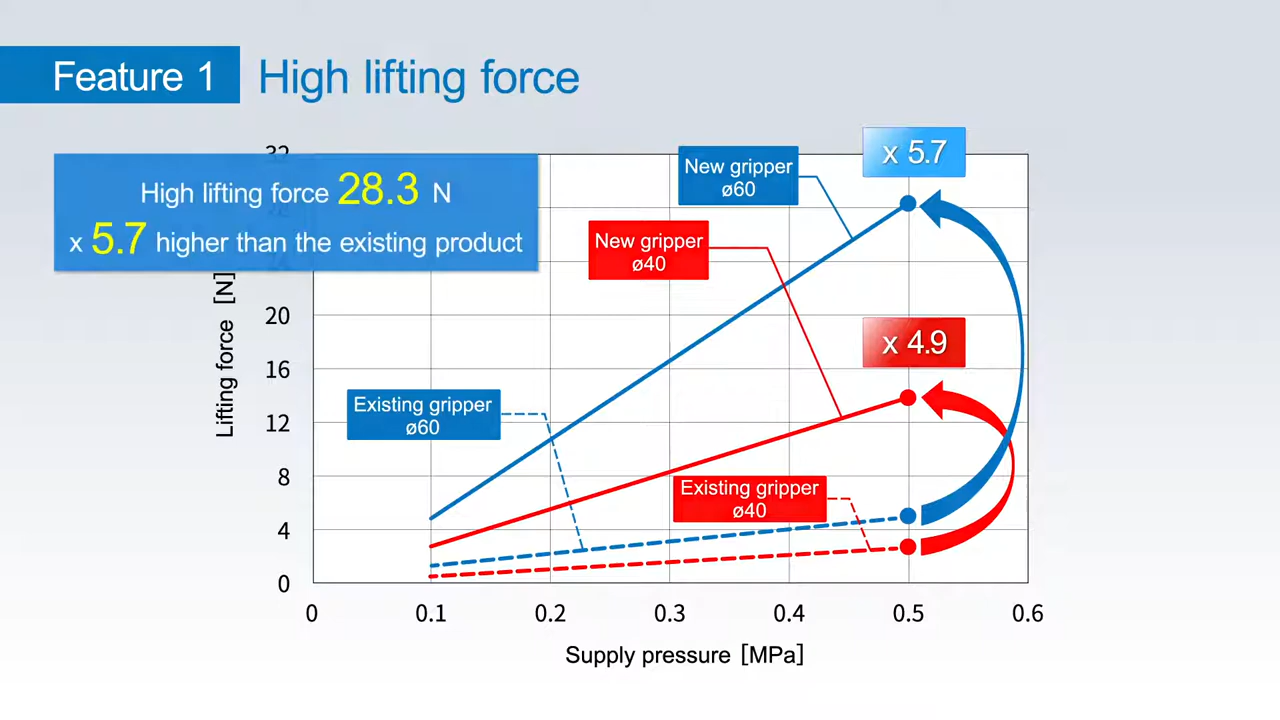 Feature 1
High lifting force
High lifting force 28.3 N
x 5.7 higher than the existing product
New gripper
ø60
x 5.7
New gripper
ø40
x 4.9
Existing gripper
ø60
Existing gripper
ø40
Lifting force [N]
32
20
16
12
8
4
0
0 0.1 0.2 0.3 0.4 0.5 0.6
Supply pressure [MPa]